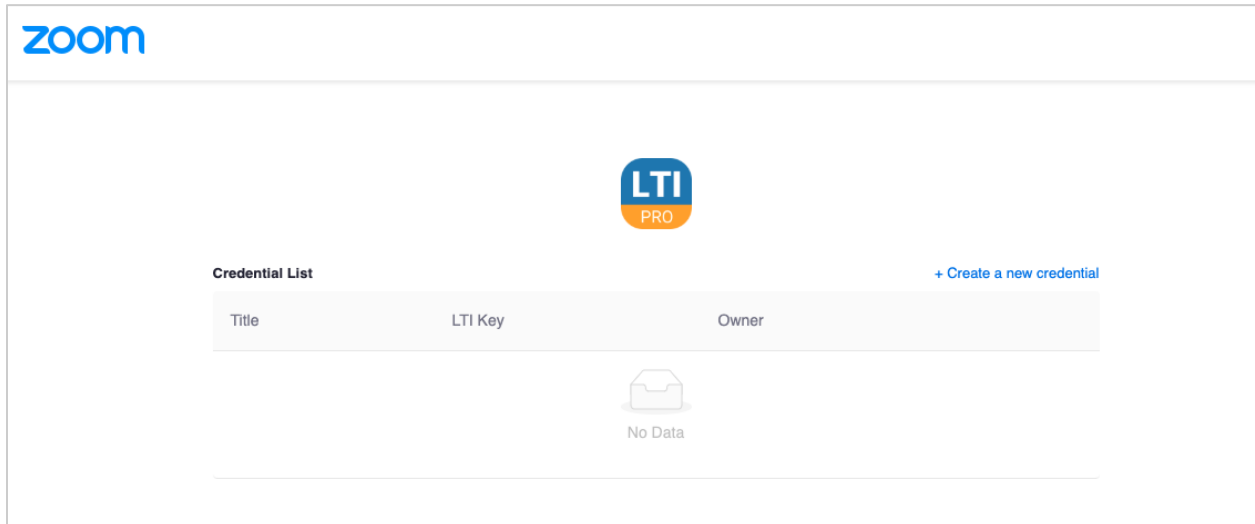 zoom
LTI
PRO
Credential List + Create a new credential
Title LTI Key Owner
No Data